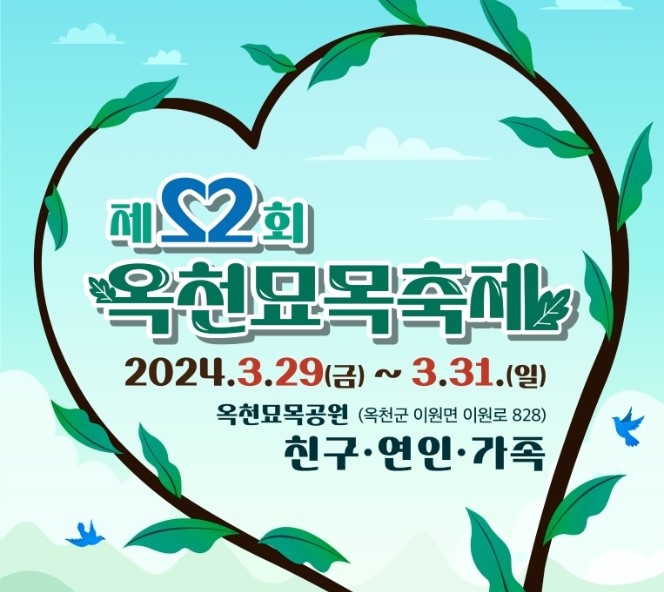 제22회
옥천묘목축제
2024.3.29(금) ~ 3.31.(일)
옥천묘목공원 (옥천군 이원면 이원로 828)
친구·연인·가족